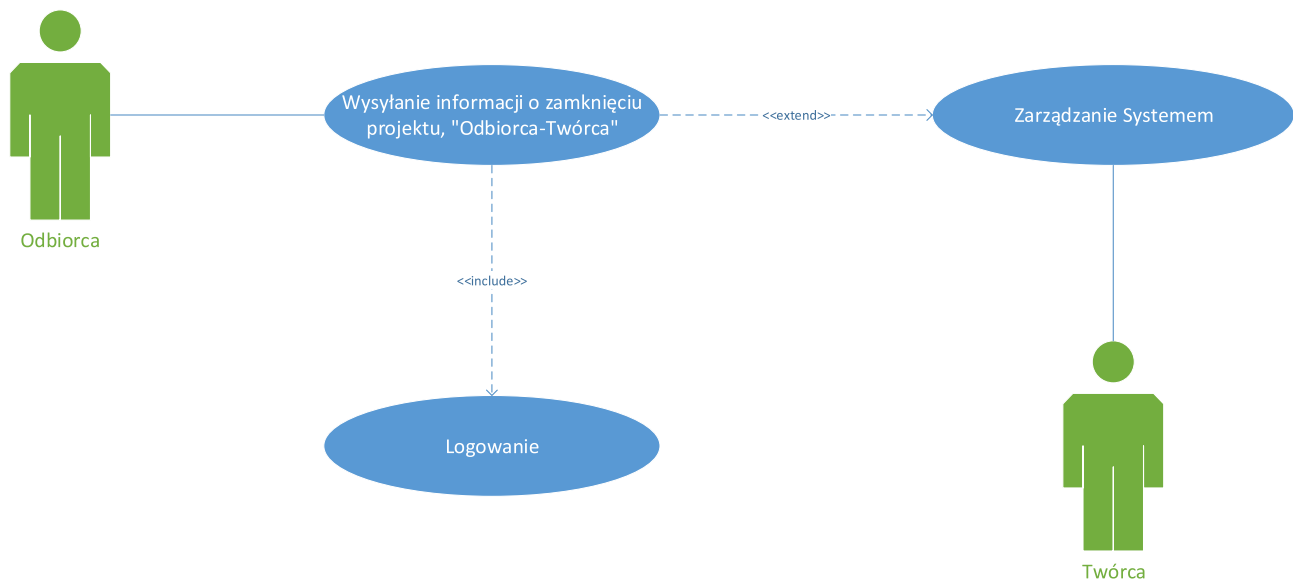 Wysyłanie informacji o zamknięciu
projektu, "Odbiorca-Twórca"
<<extend>>
Zarządzanie Systemem
Odbiorca
<<include>>
Logowanie
Twórca